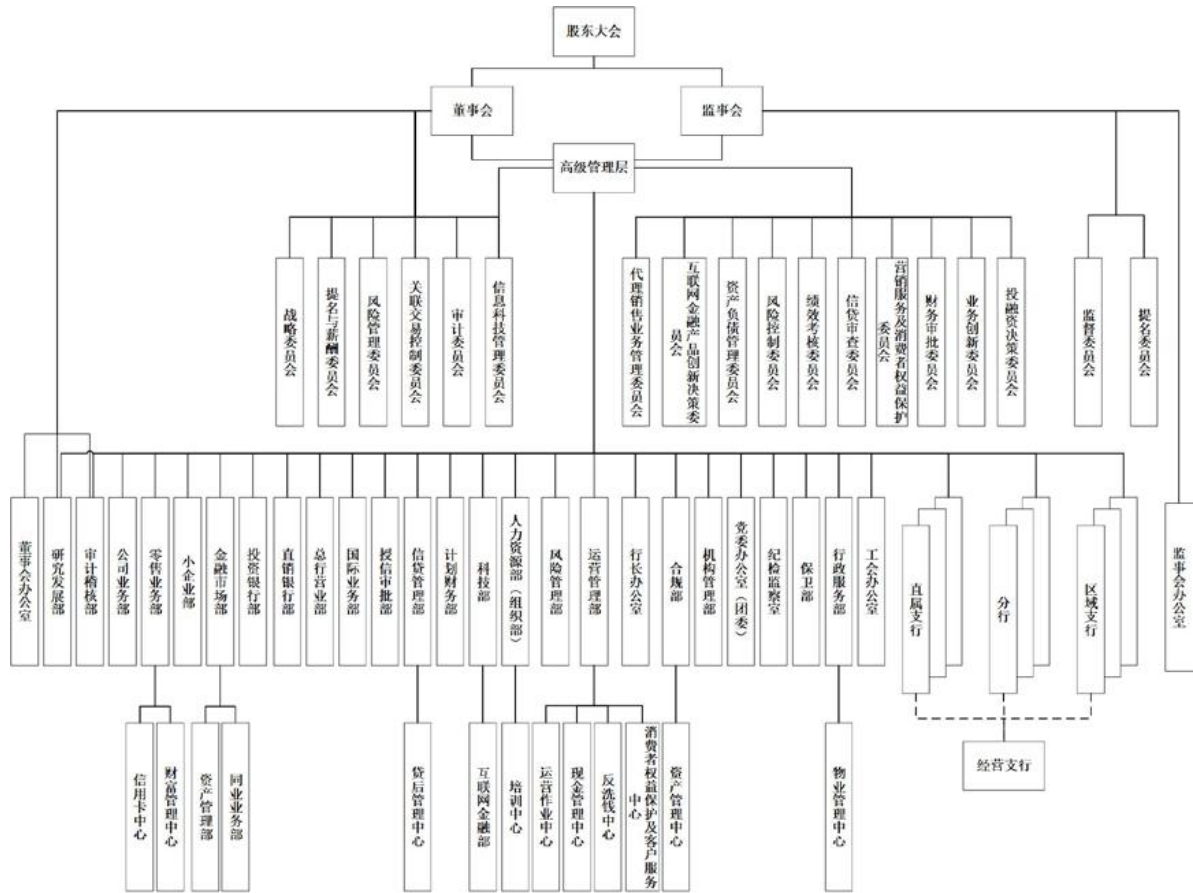 股东大会
董事会
监事会
高级管理层
战略委员会
提名与薪酬委员会
风险管理委员会
关联交易控制委员会
审计委员会
信息科技管理委员会
代理销售业务管理委员会
互联网金融产品创新决策委
员会
资产负债管理委员会
风险控制委员会
绩效考核委员会
信贷审查委员会
营销服务及消费者权益保护
委员会
财务审批委员会
业务创新委员会
投融资决策委员会
监督委员会
提名委员会
董事会办公室
研究发展部
审计稽核部
公司业务部
零售业务部
小企业部
金融市场部
投资银行部
直销银行部
总行营业部
国际业务部
授信审批部
信贷管理部
计划财务部
科技部
人力资源部（组织部）
风险管理部
运营管理部
行长办公室
合规部
机构管理部
党委办公室（团委）
纪检监察室
保卫部
行政服务部
工会办公室
直属支行
分行
区域支行
监事会办公室
信用卡中心
财富管理中心
资产管理部
同业业务部
贷后管理中心
互联网金融部
培训中心
运营作业中心
现金管理中心
反洗钱中心
消费者权益保护及客户服务
中心
资产管理中心
物业管理中心
经营支行